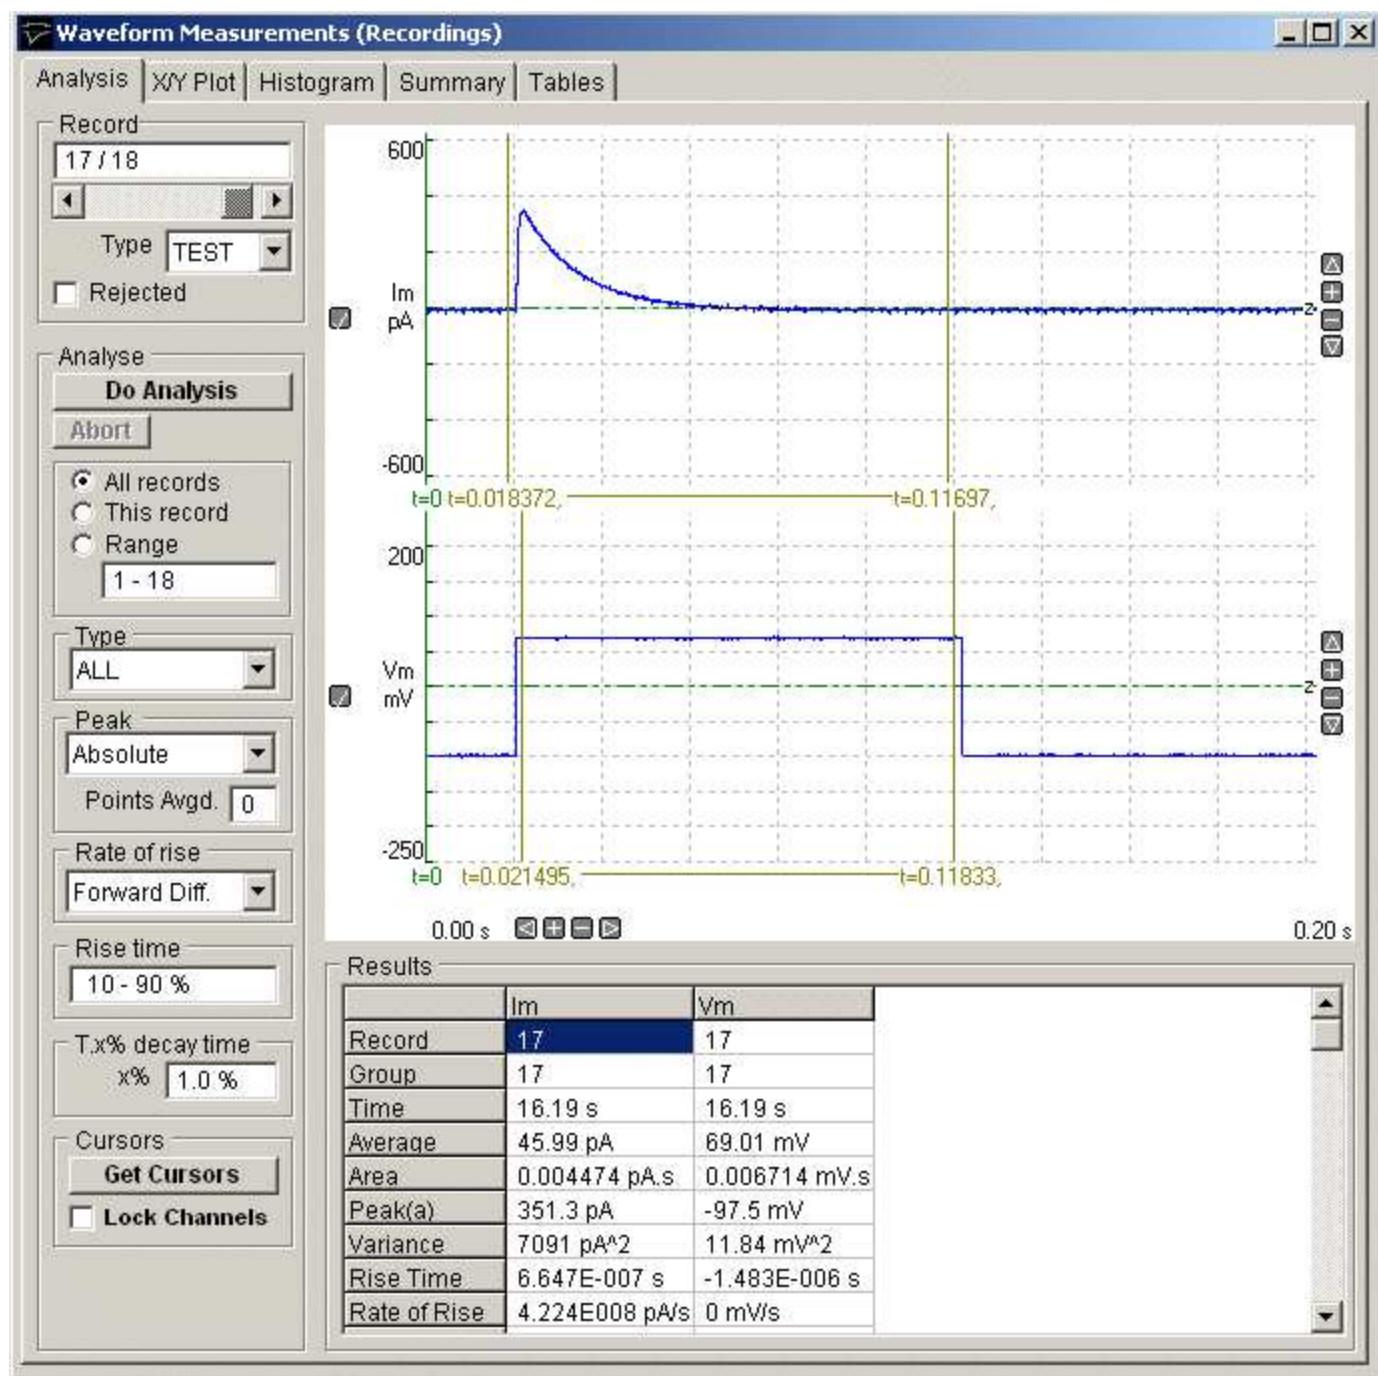 Waveform Measurements (Recordings)
Analysis X/Y Plot Histogram Summary Tables
Record
17 / 18
Type TEST
Rejected
Analyse
Do Analysis
Abort
All records
This record
Range
1 - 18
Type
ALL
Peak
Absolute
Points Avgd. 0
Rate of rise
Forward Diff.
Rise time
10 - 90 %
T.x% decay time
x% 1.0 %
Cursors
Get Cursors
Lock Channels
600
Im
pA
z
-600
t=0 t=0.018372, t=0.11697,
200
Vm
mV
z
-250
t=0 t=0.021495, t=0.11833,
0.00 s 0.20 s
Results
Im Vm
Record 17 17
Group 17 17
Time 16.19 s 16.19 s
Average 45.99 pA 69.01 mV
Area 0.004474 pA.s 0.006714 mV.s
Peak(a) 351.3 pA -97.5 mV
Variance 7091 pA^2 11.84 mV^2
Rise Time 6.647E-007 s -1.483E-006 s
Rate of Rise 4.224E008 pA/s 0 mV/s